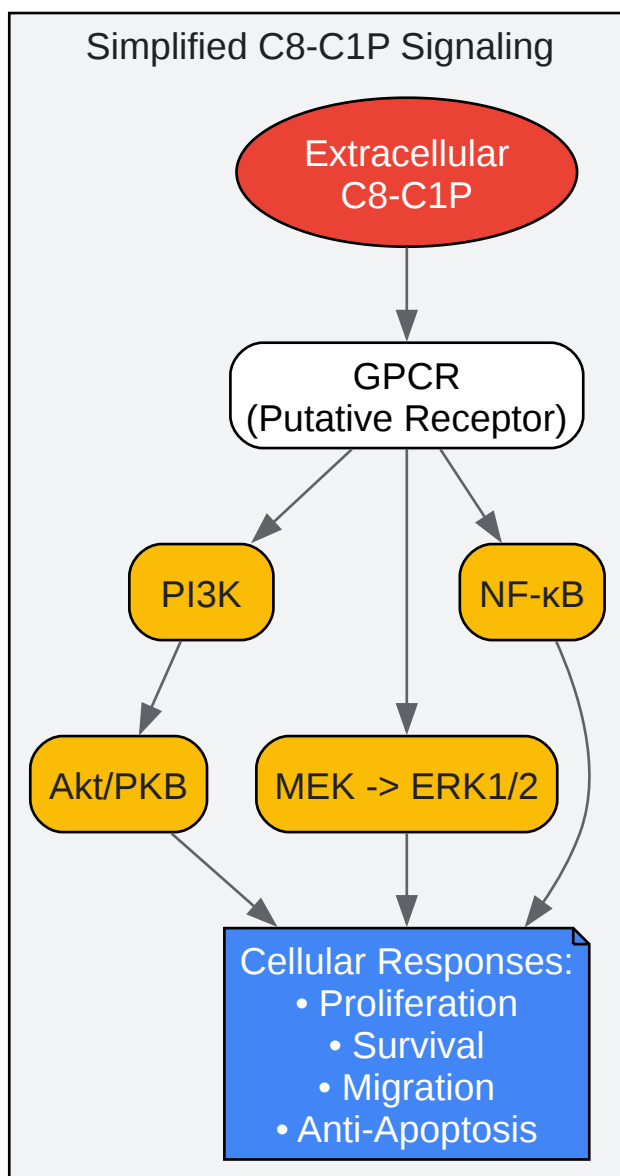 Simplified C8-C1P Signaling
Extracellular
C8-C1P
GPCR
(Putative Receptor)
PI3K
NF-κB
Akt/PKB
MEK -> ERK1/2
Cellular Responses:
• Proliferation
• Survival
• Migration
• Anti-Apoptosis